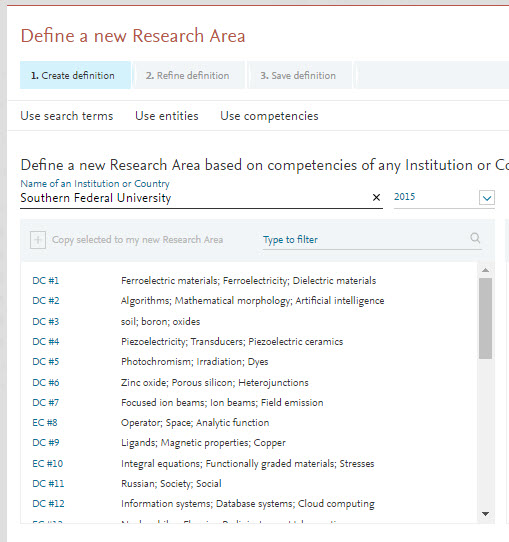 Define a new Research Area
1. Create definition 2. Refine definition 3. Save definition
Use search terms Use entities Use competencies
Define a new Research Area based on competencies of any Institution or Co
Name of an Institution or Country
Southern Federal University × 2015
Copy selected to my new Research Area Type to filter
DC #1 Ferroelectric materials; Ferroelectricity; Dielectric materials
DC #2 Algorithms; Mathematical morphology; Artificial intelligence
DC #3 soil; boron; oxides
DC #4 Piezoelectricity; Transducers; Piezoelectric ceramics
DC #5 Photochromism; Irradiation; Dyes
DC #6 Zinc oxide; Porous silicon; Heterojunctions
DC #7 Focused ion beams; Ion beams; Field emission
EC #8 Operator; Space; Analytic function
DC #9 Ligands; Magnetic properties; Copper
EC #10 Integral equations; Functionally graded materials; Stresses
DC #11 Russian; Society; Social
DC #12 Information systems; Database systems; Cloud computing